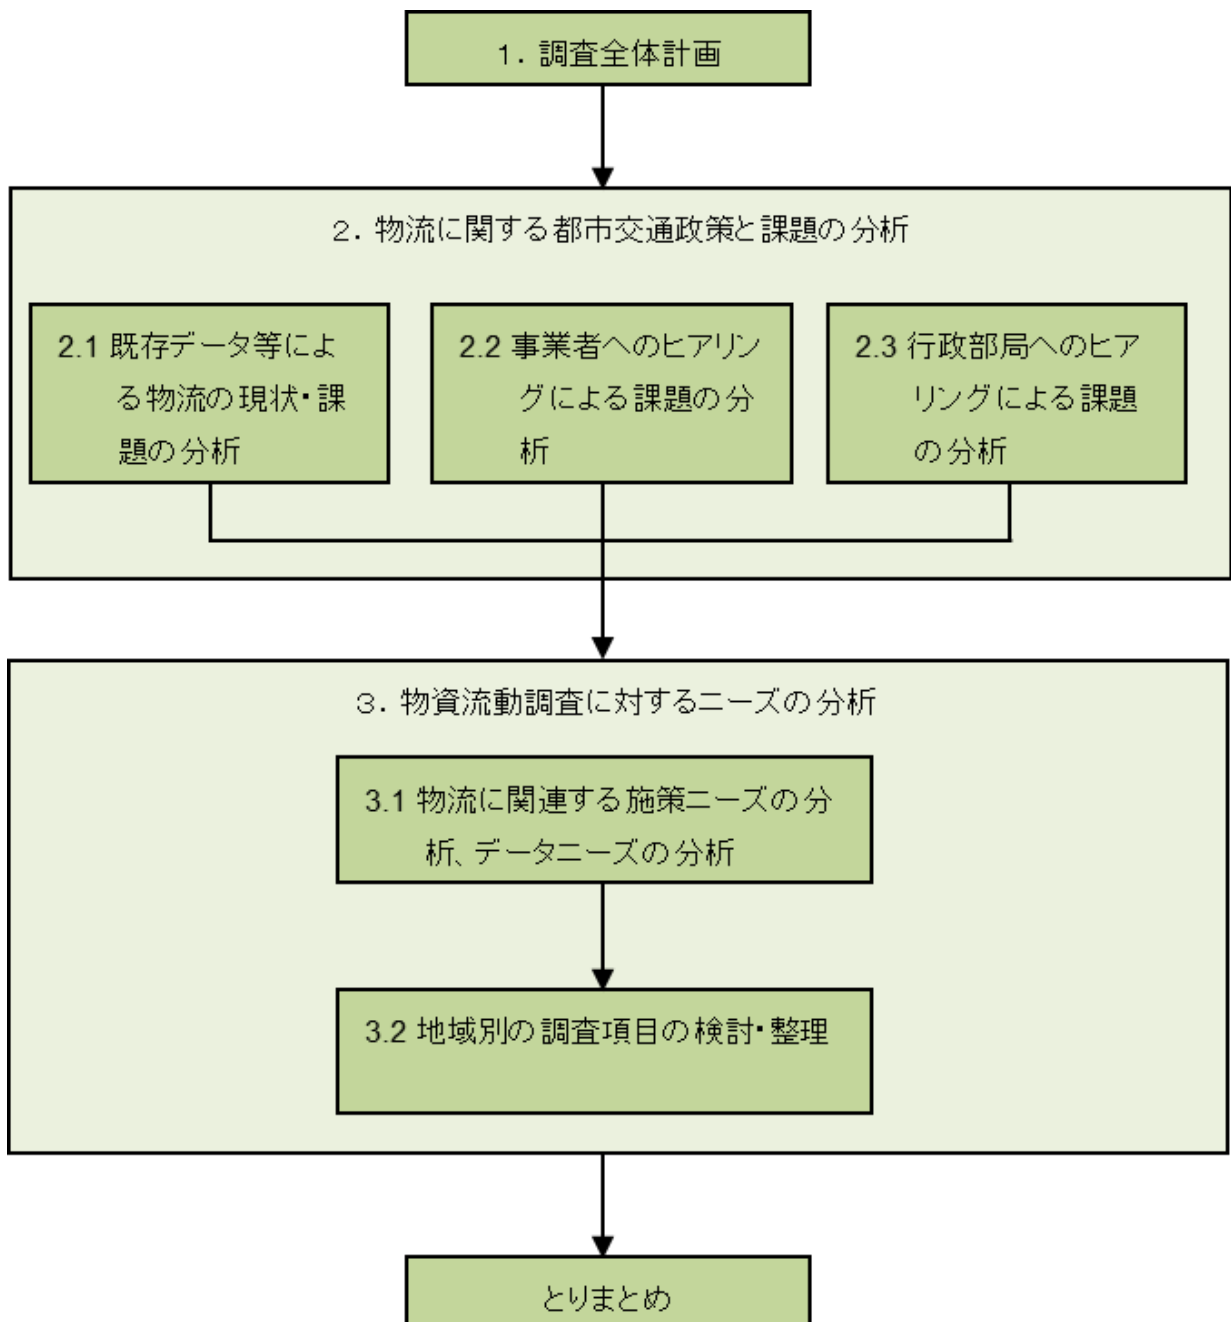 1. 調査全体計画
2. 物流に関する都市交通政策と課題の分析
2.1 既存データ等によ
る物流の現状・課
題の分析
2.2 事業者へのヒアリン
グによる課題の分
析
2.3 行政部局へのヒア
リングによる課題
の分析
3. 物資流動調査に対するニーズの分析
3.1 物流に関連する施策ニーズの分
析、データニーズの分析
3.2 地域別の調査項目の検討・整理
とりまとめ